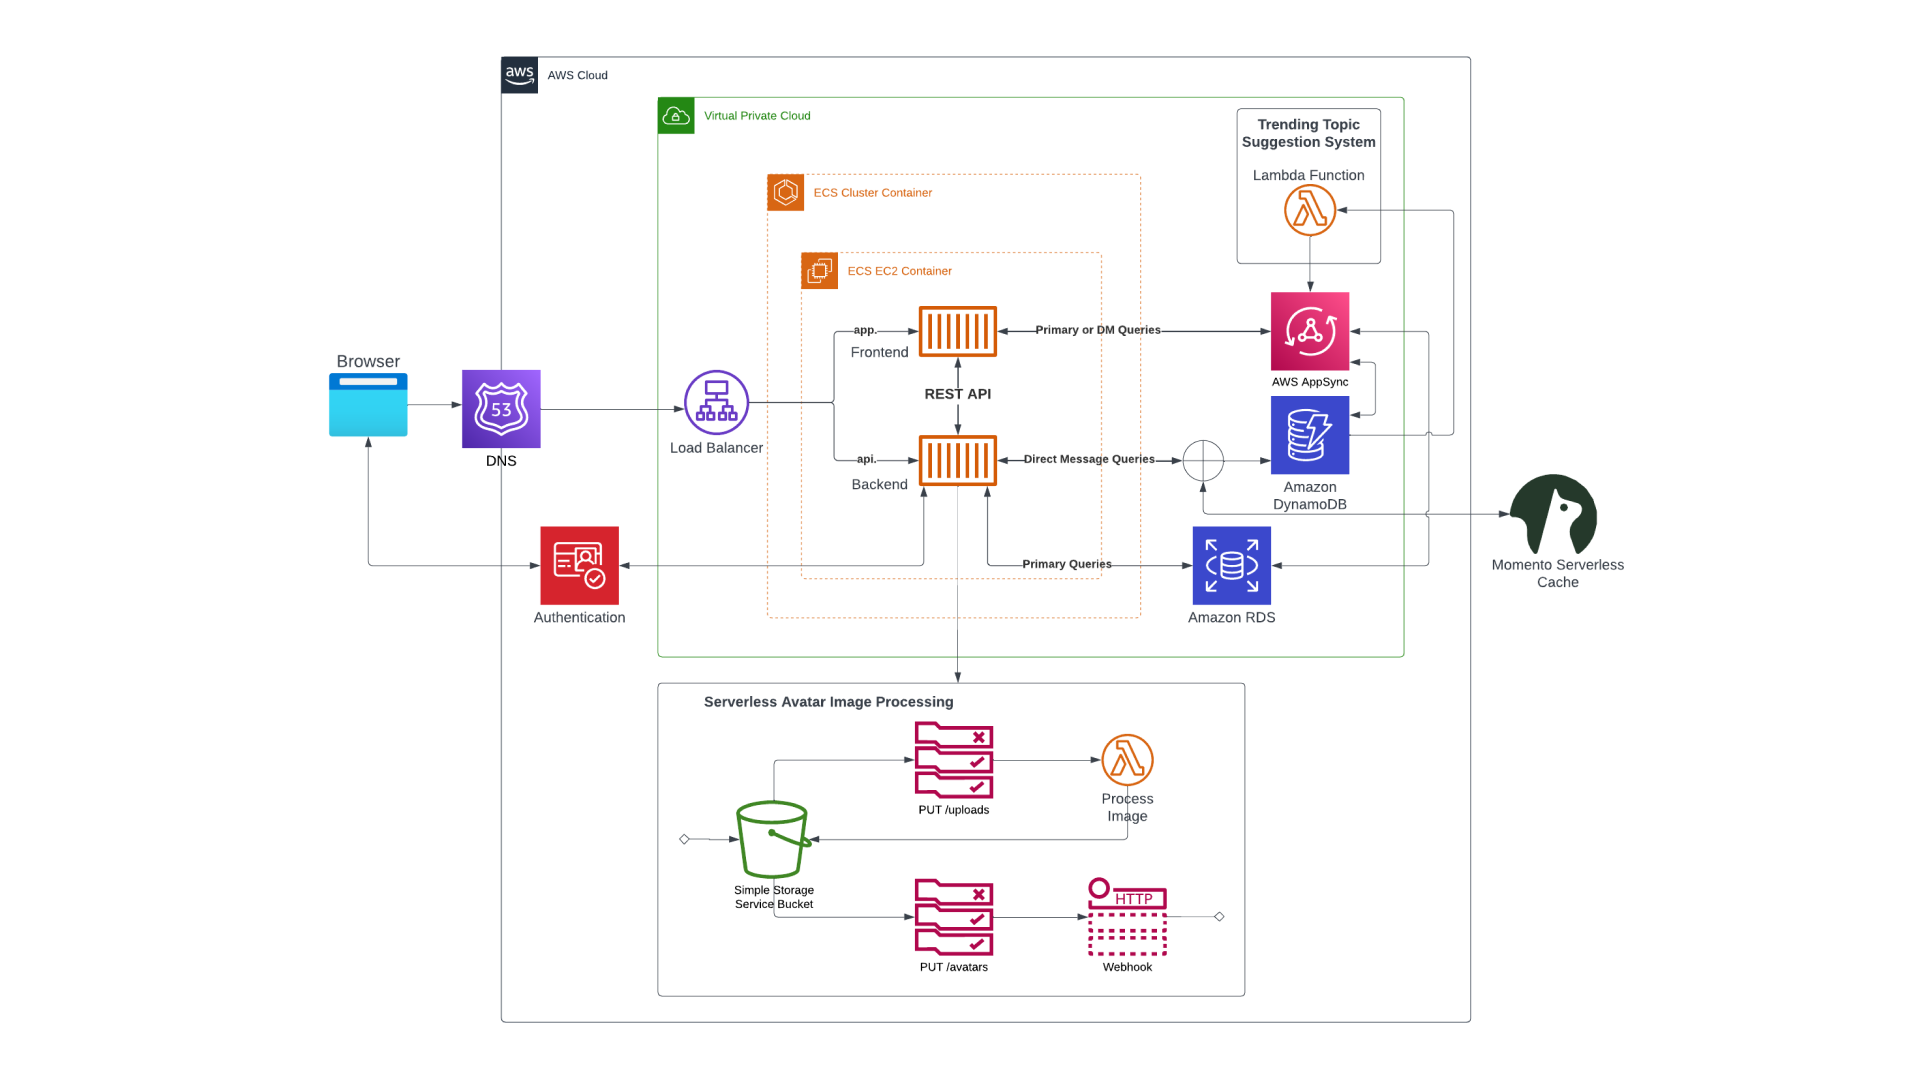 aws
AWS Cloud
Virtual Private Cloud
Trending Topic
Suggestion System
Lambda Function
ECS Cluster Container
ECS EC2 Container
app.
Frontend
Primary or DM Queries
AWS AppSync
Browser
53
DNS
Load Balancer
REST API
api.
Backend
Direct Message Queries
Amazon
DynamoDB
Momento Serverless
Cache
Authentication
Primary Queries
Amazon RDS
Serverless Avatar Image Processing
PUT /uploads
Process
Image
Simple Storage
Service Bucket
PUT /avatars
HTTP
Webhook